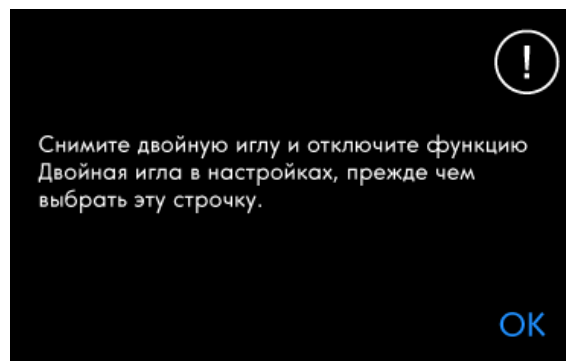 !
Снимите двойную иглу и отключите функцию
Двойная игла в настройках, прежде чем
выбрать эту строчку.
OK